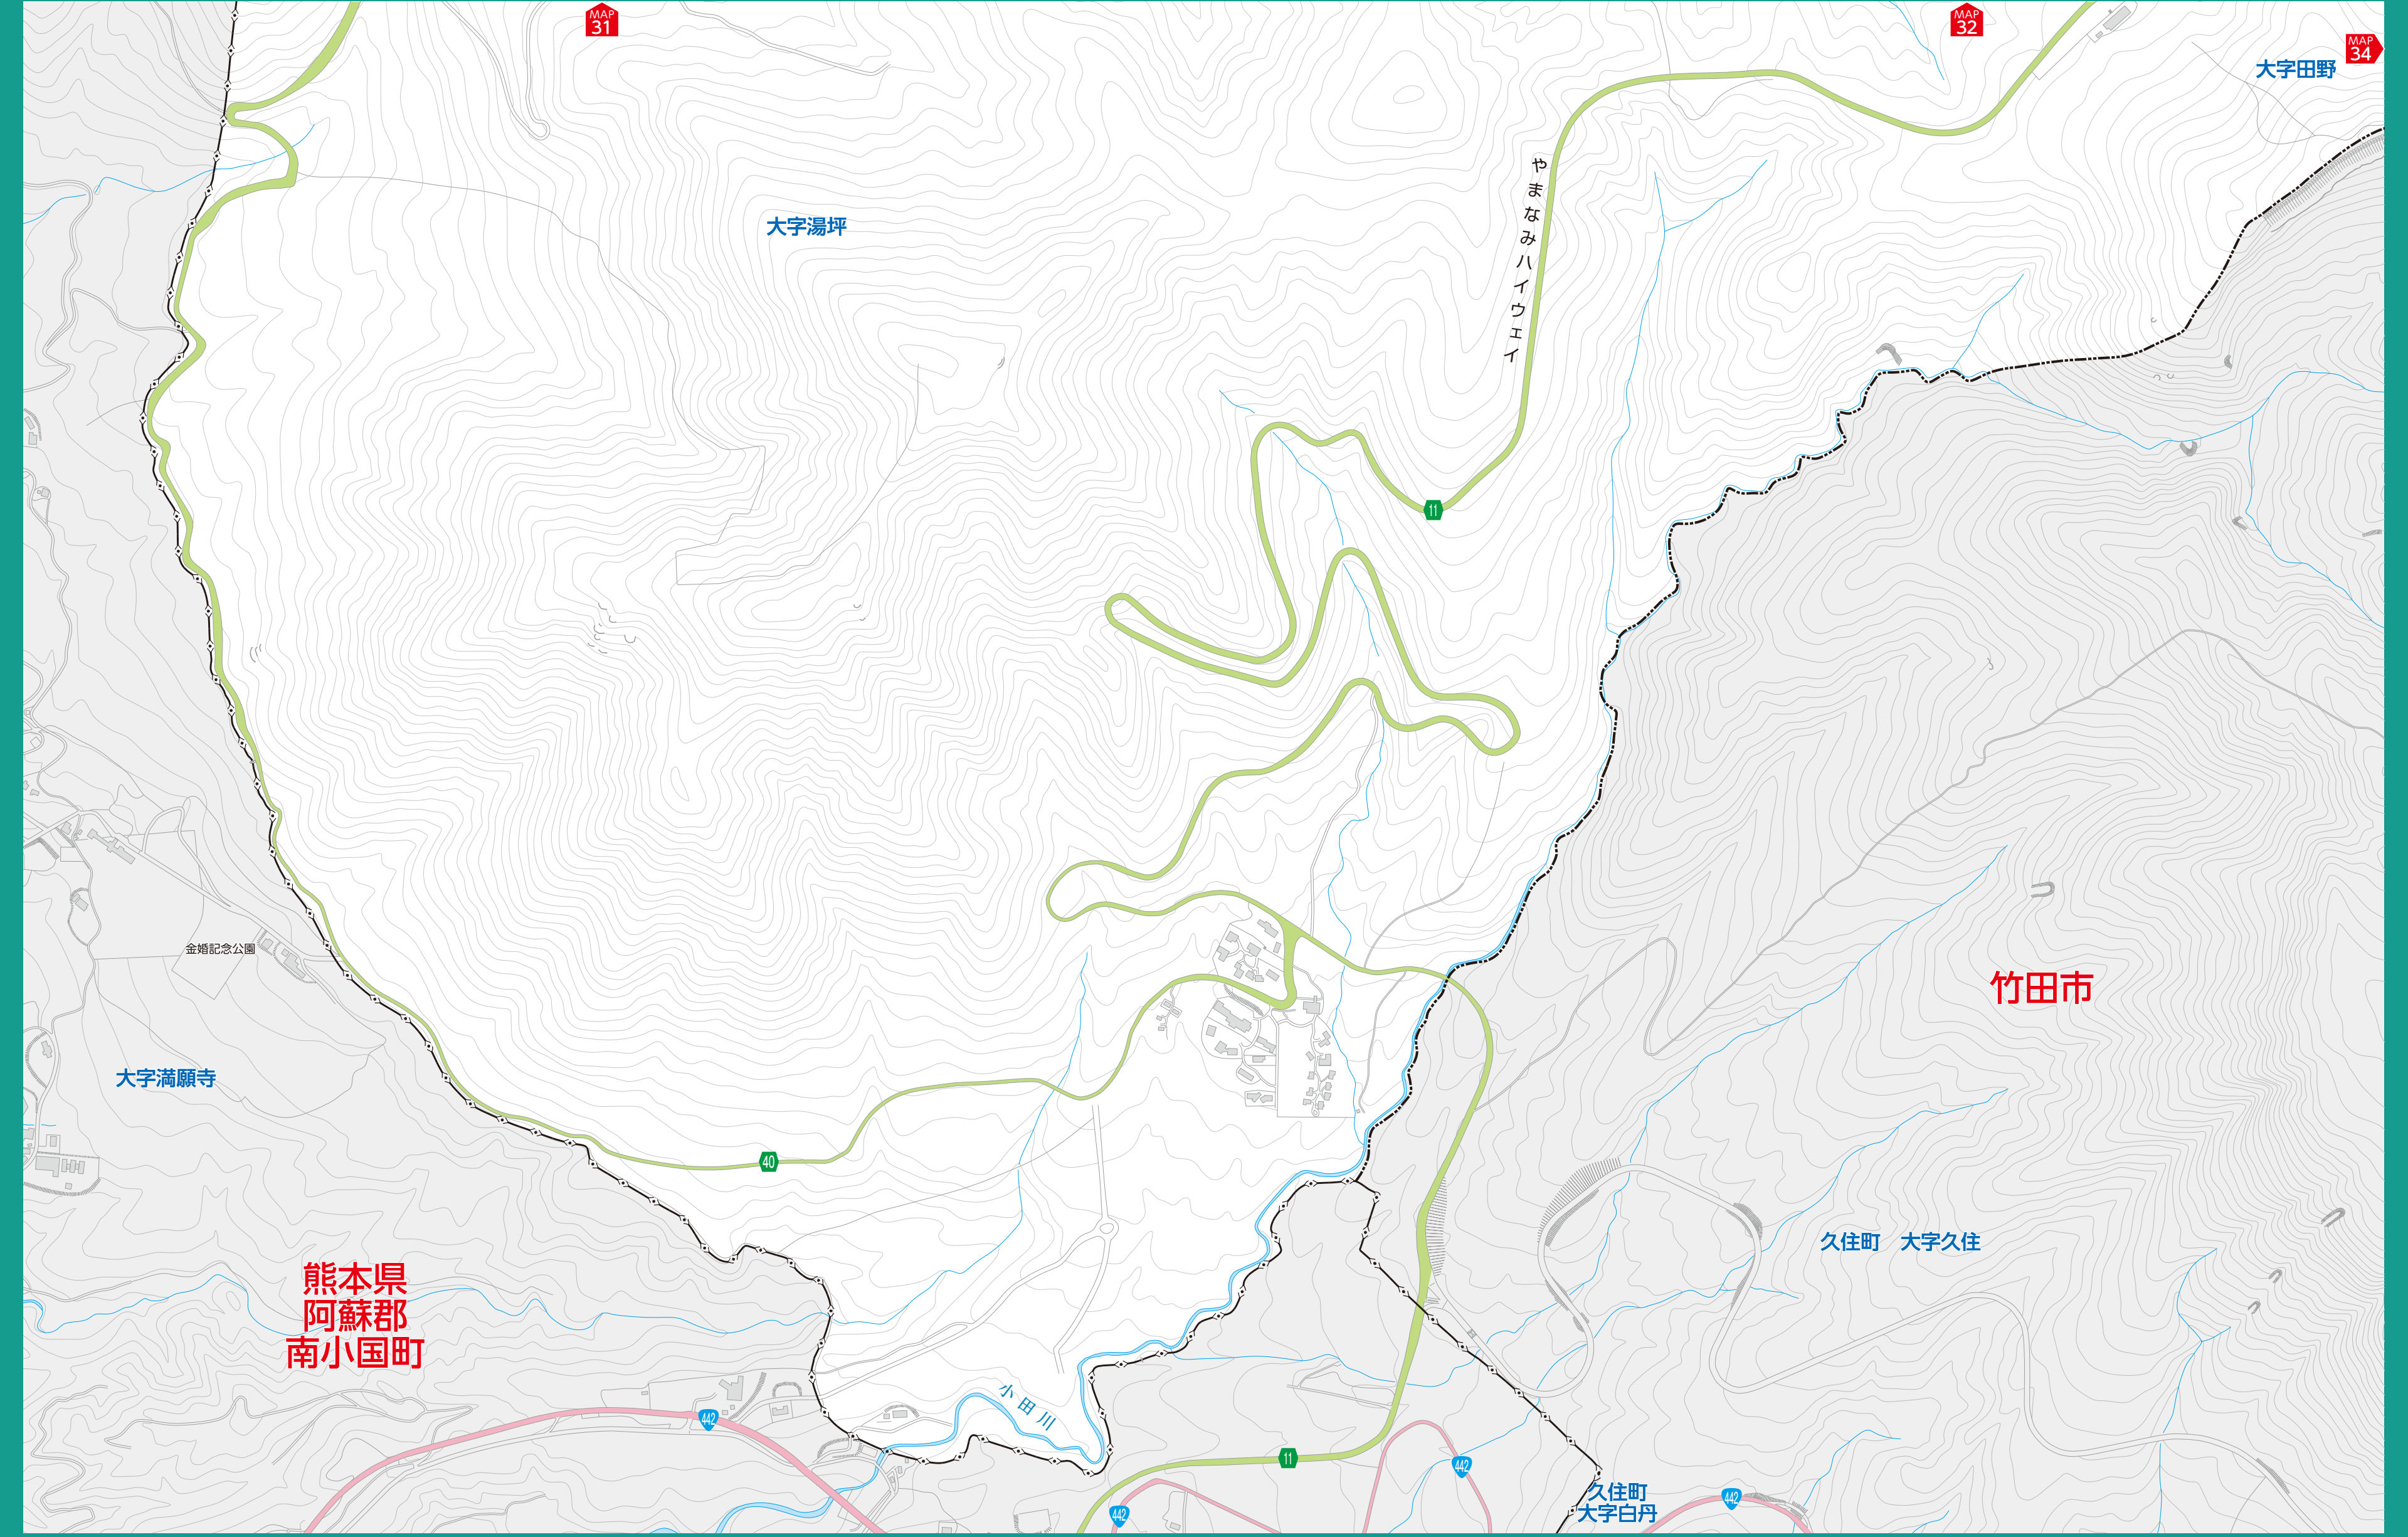 MAP
31
MAP
32
MAP
34
大字田野
大字湯坪
やまなみハイウェイ
11
金婚記念公園
竹田市
大字満願寺
40
久住町 大字久住
熊本県
阿蘇郡
南小国町
小田川
442
11
442
442
442
久住町
大字白丹